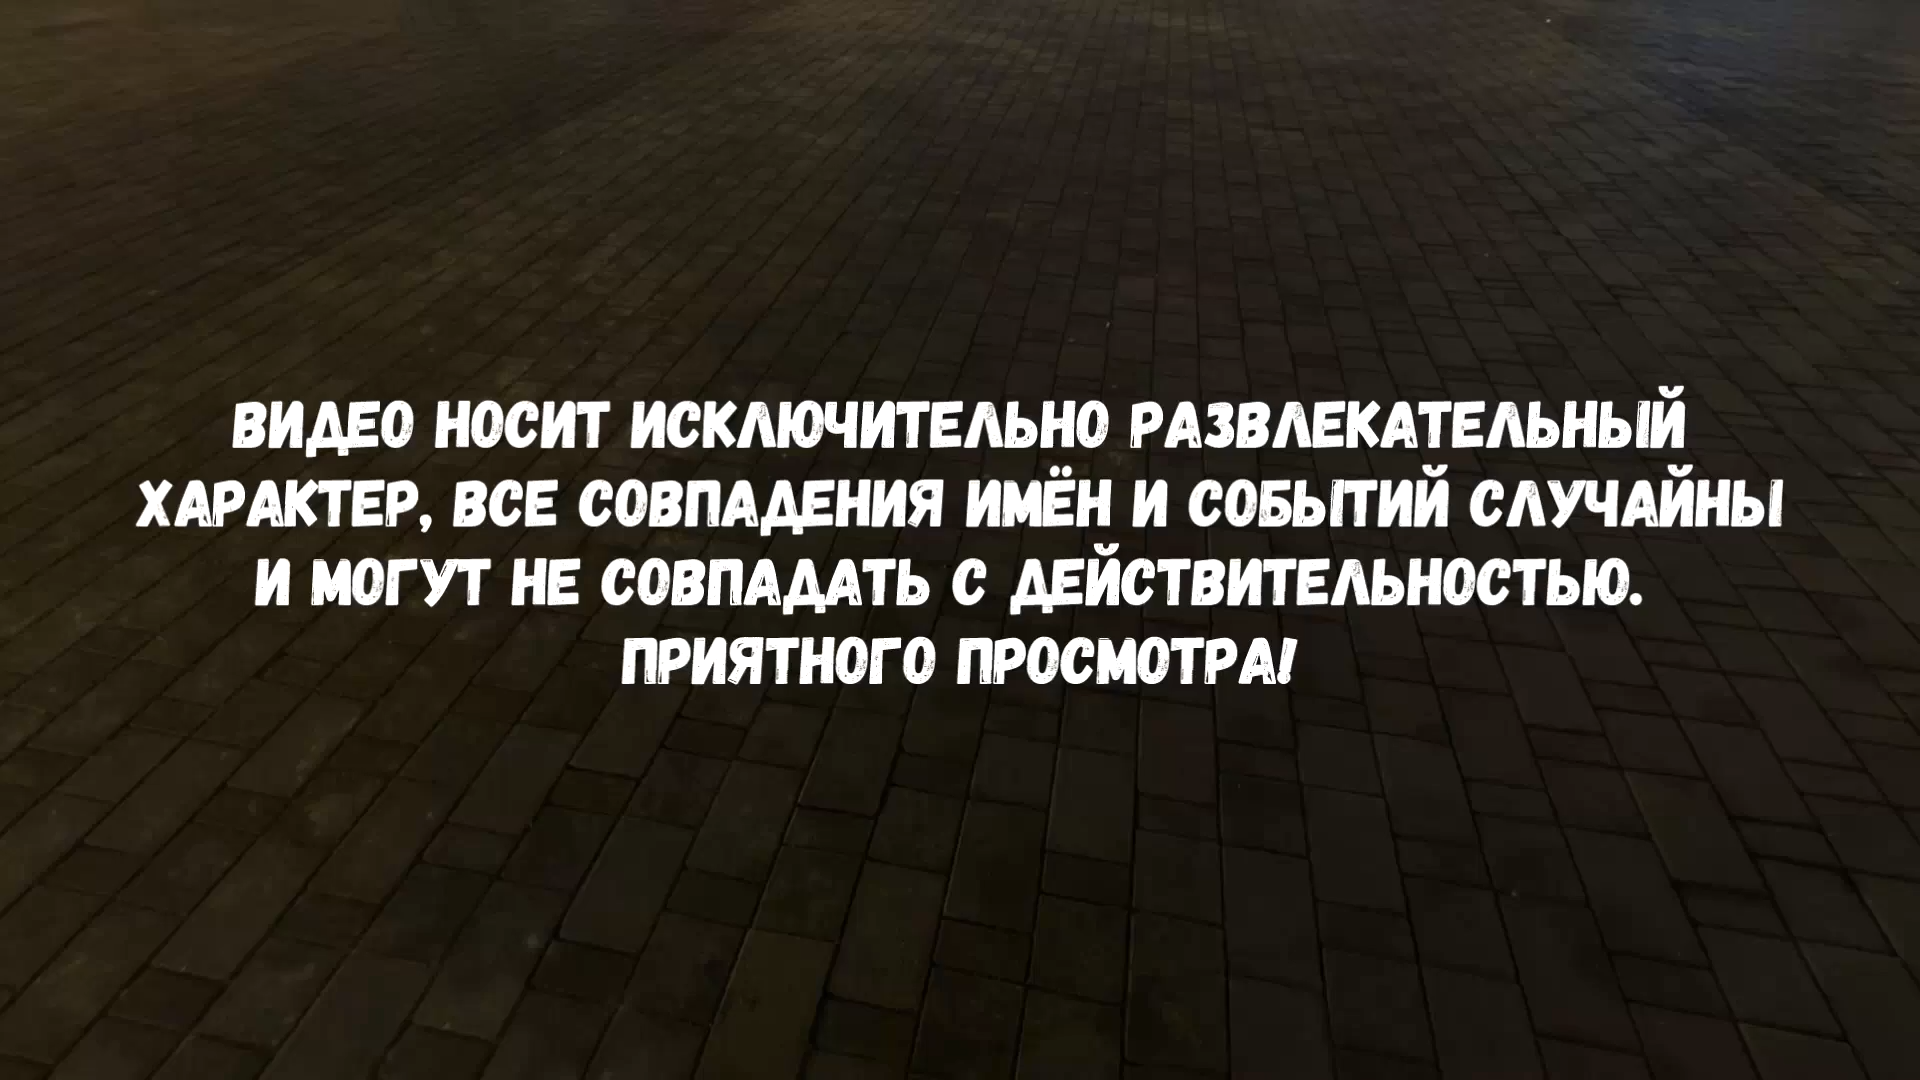 ВИДЕО НОСИТ ИСКЛЮЧИТЕЛЬНО РАЗВЛЕКАТЕЛЬНЫЙ
ХАРАКТЕР, ВСЕ СОВПАДЕНИЯ ИМЁН И СОБЫТИЙ СЛУЧАЙНЫ
И МОГУТ НЕ СОВПАДАТЬ С ДЕЙСТВИТЕЛЬНОСТЬЮ.
ПРИЯТНОГО ПРОСМОТРА!